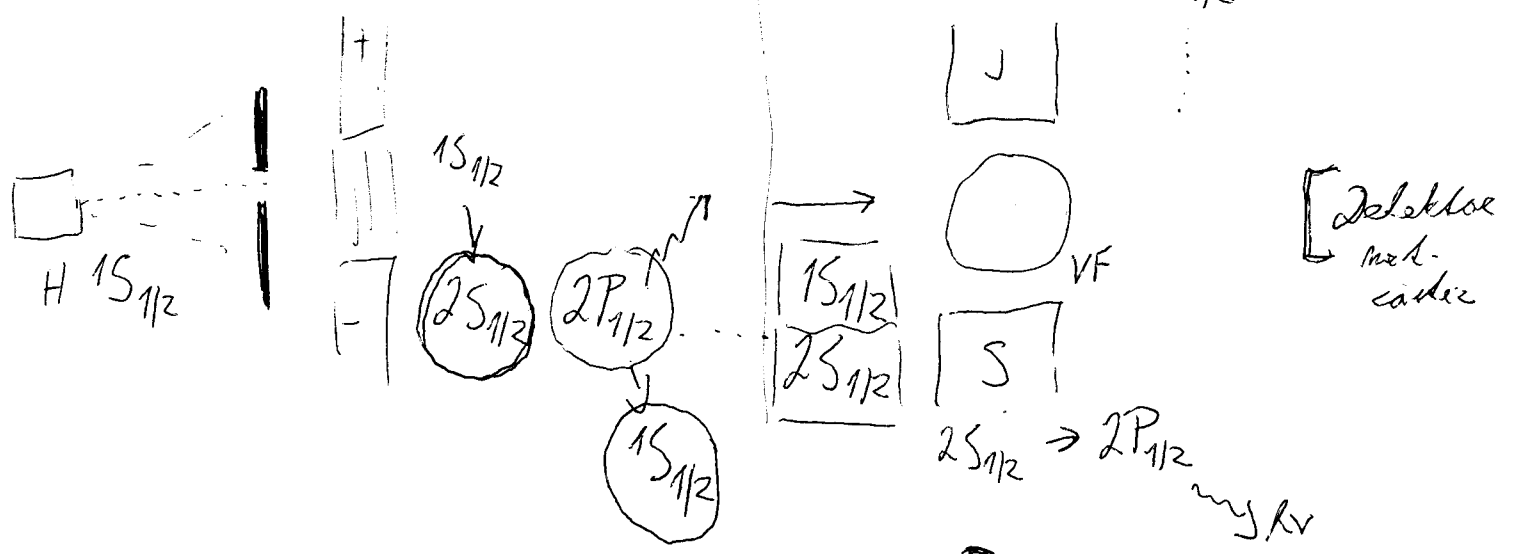 +
J
1S1/2
H 1S1/2
-
2S1/2
2P1/2
1S1/2
1S1/2
2S1/2
VF
S
2S1/2 → 2P1/2
Detektor
met.